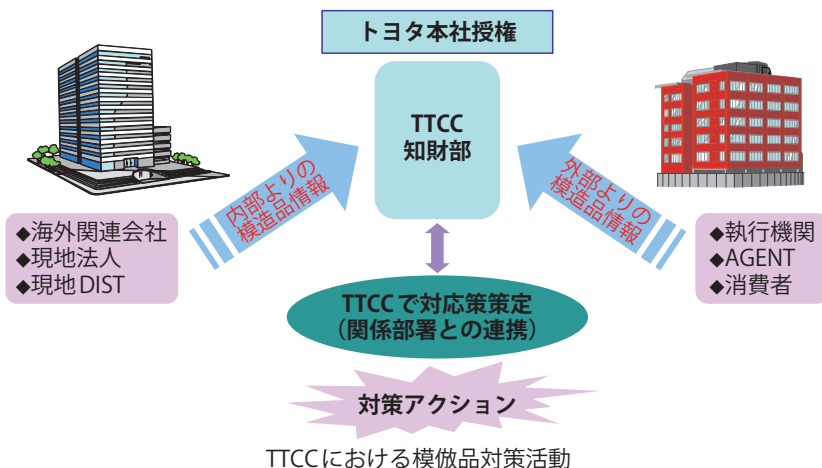 トヨタ本社授権
TTCC
知財部
内部よりの
模造品情報
外部よりの
模造品情報
◆海外関連会社
◆現地法人
◆現地DIST
◆執行機関
◆AGENT
◆消費者
TTCCで対応策策定
（関係部署との連携）
対策アクション
TTCCにおける模倣品対策活動